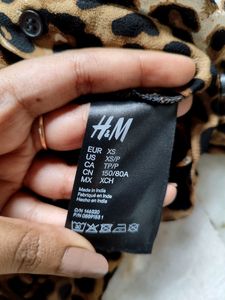 H&M
EUR XS
US XS/P
CA TP/P
CN 150/80A
MX XCH
Made in India
Fabriqué en Inde
Hecho en India
O/N 146220